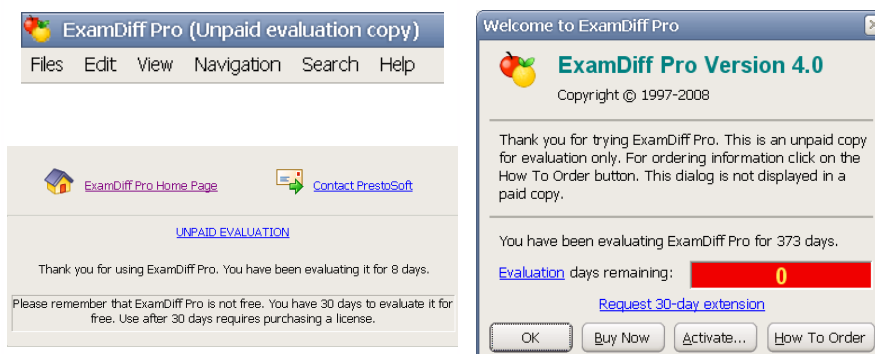 ExamDiff Pro (Unpaid evaluation copy)
Files Edit View Navigation Search Help
ExamDiff Pro Home Page
Contact PrestoSoft
UNPAID EVALUATION
Thank you for using ExamDiff Pro. You have been evaluating it for 8 days.
Please remember that ExamDiff Pro is not free. You have 30 days to evaluate it for
free. Use after 30 days requires purchasing a license.
Welcome to ExamDiff Pro
ExamDiff Pro Version 4.0
Copyright © 1997-2008
Thank you for trying ExamDiff Pro. This is an unpaid copy
for evaluation only. For ordering information click on the
How To Order button. This dialog is not displayed in a
paid copy.
You have been evaluating ExamDiff Pro for 373 days.
Evaluation days remaining: 0
Request 30-day extension
OK Buy Now Activate... How To Order